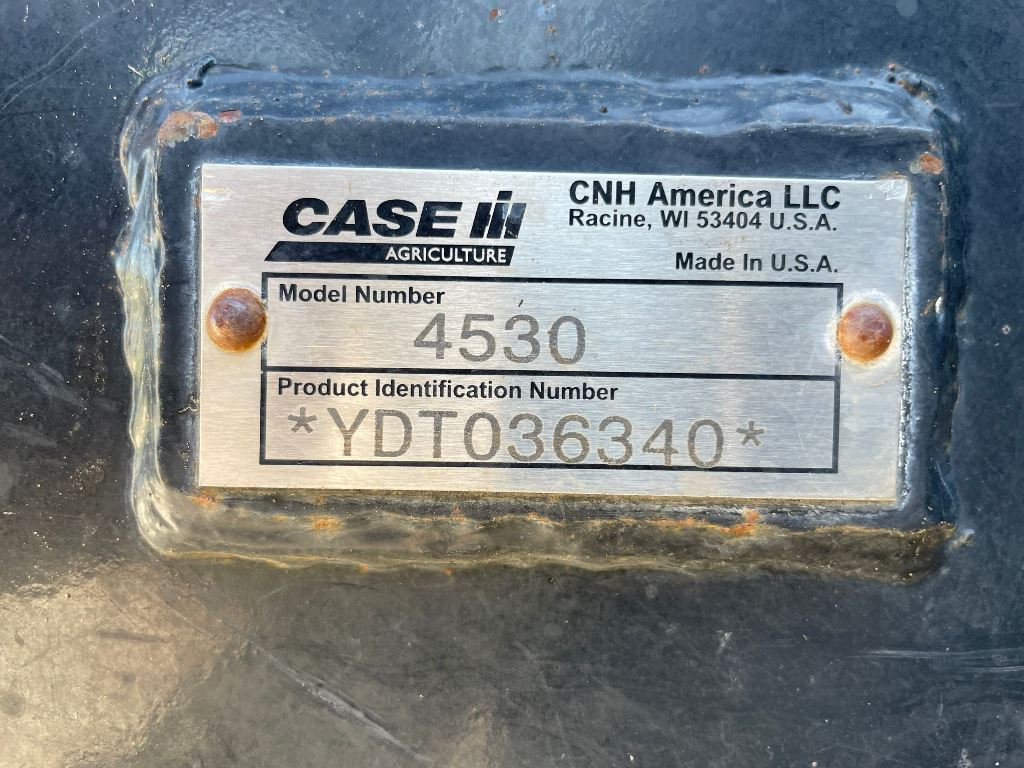 CASE IH
AGRICULTURE
CNH America LLC
Racine, WI 53404 U.S.A.
Made In U.S.A.
Model Number
4530
Product Identification Number
*YDT036340*